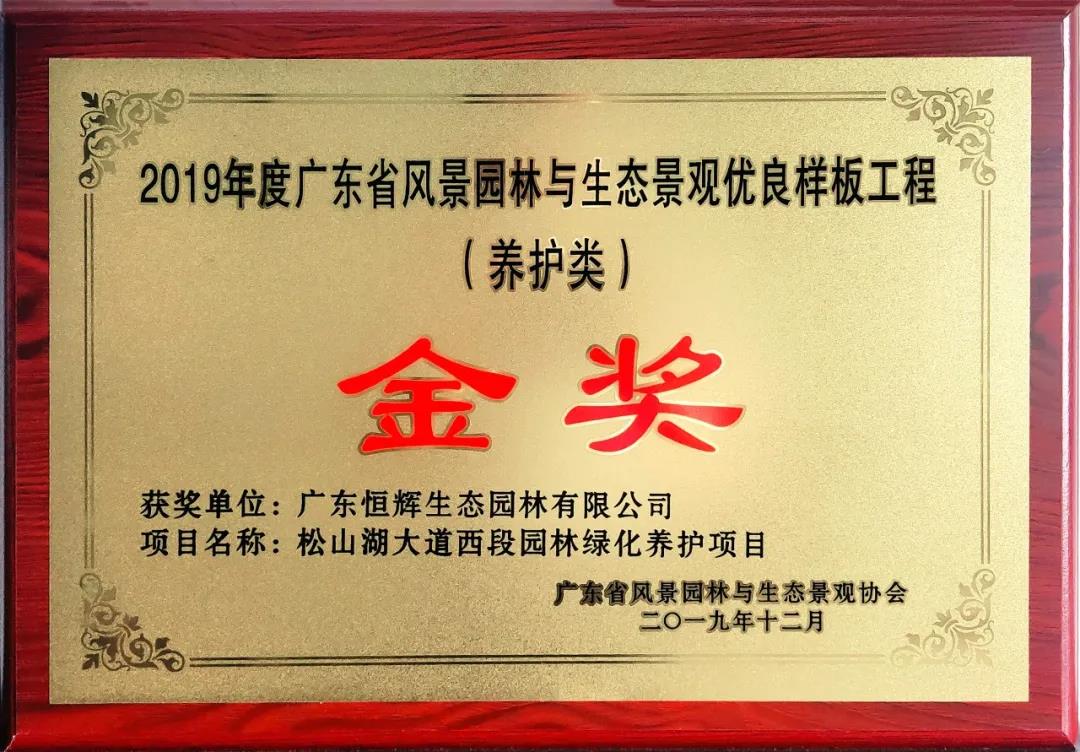 2019年度广东省风景园林与生态景观优良样板工程
（养护类）
金奖
获奖单位：广东恒辉生态园林有限公司
项目名称：松山湖大道西段园林绿化养护项目
广东省风景园林与生态景观协会
二〇一九年十二月